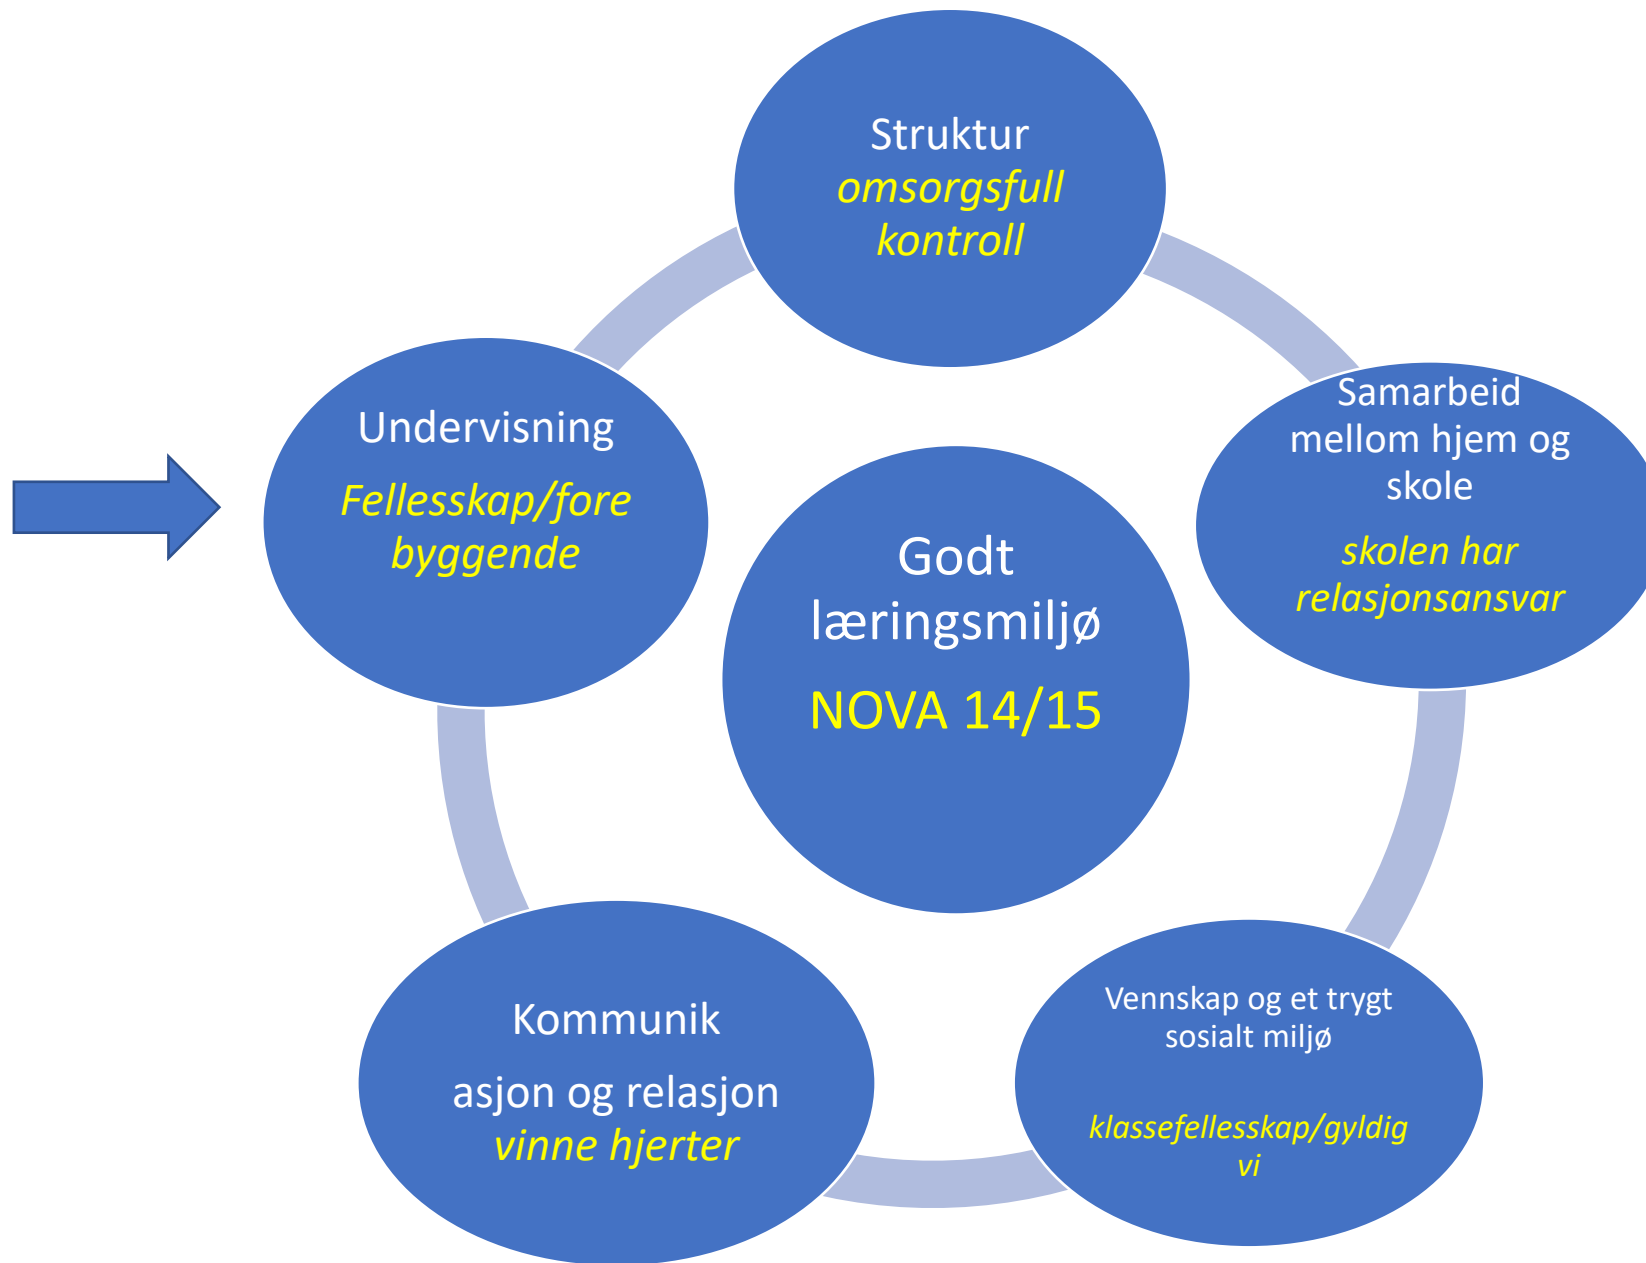 Struktur
omsorgsfull
kontroll
Samarbeid
mellom hjem og
skole
skolen har
relasjonsansvar
Undervisning
Fellesskap/fore
byggende
Godt
læringsmiljø
NOVA 14/15
Vennskap og et trygt
sosialt miljø
klassefellesskap/gyldig
vi
Kommunik
asjon og relasjon
vinne hjerter